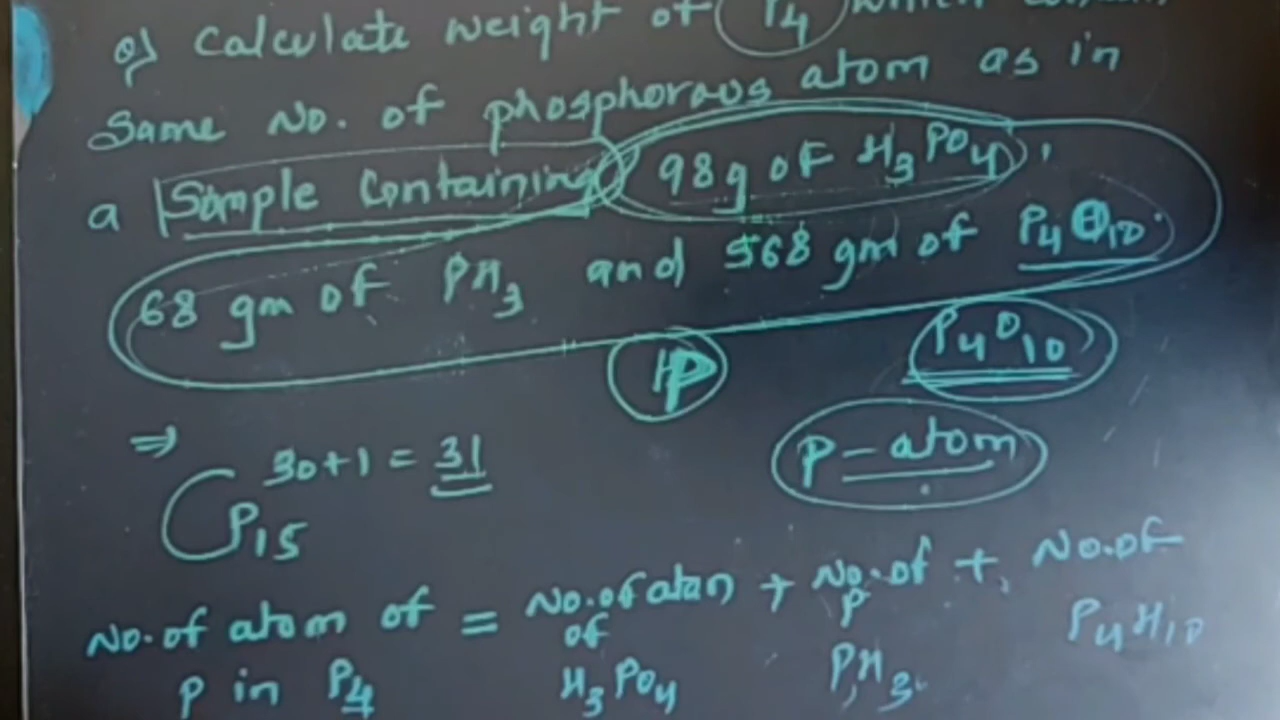 Q) Calculate weight of P4 which
Same No. of phosphorous atom as in
a Sample Containing 98g of H3PO4,
68 gm of PH3 and 568 gm of P4O10.
P P4O10
⇒ 30+1 = 31 P-atom
P15
No. of atom of = No. of atan + No. of + No. of
P in P4 of H3PO4 P PH3. P4H10